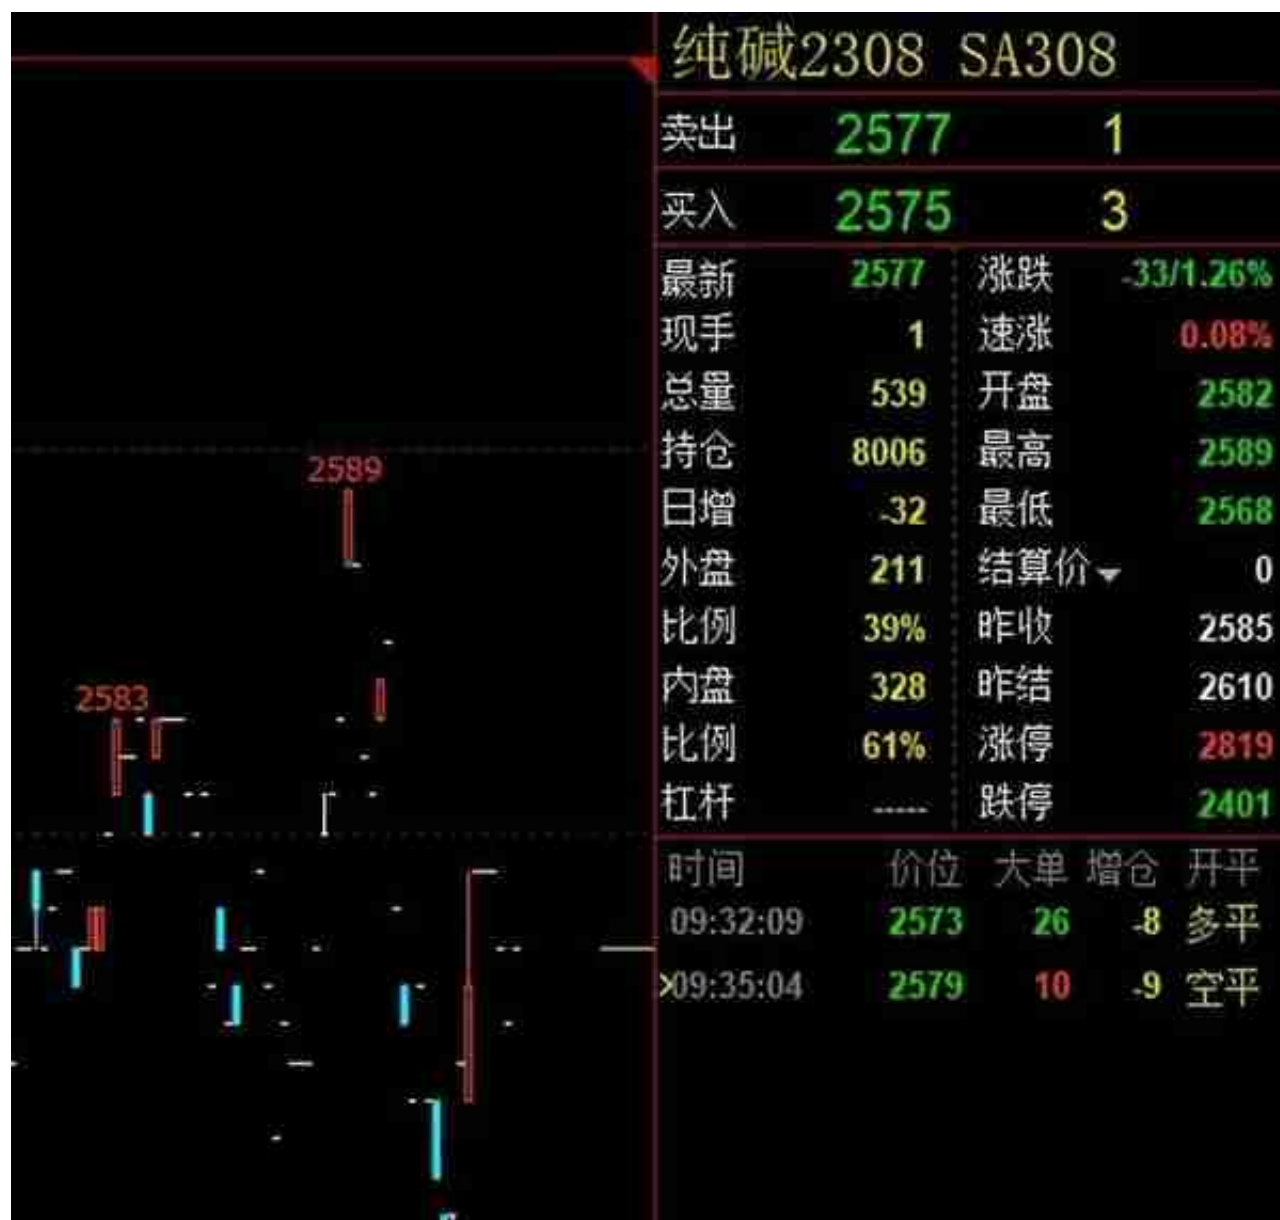 纯碱2308 SA308
卖出 2577 1
买入 2575 3
最新 2577 涨跌 -33/1.26%
现手 1 速涨 0.08%
总量 539 开盘 2582
持仓 8006 最高 2589
日增 -32 最低 2568
外盘 211 结算价 0
比例 39% 昨收 2585
内盘 328 昨结 2610
比例 61% 涨停 2819
杠杆 ----- 跌停 2401
时间 价位 大单 增仓 开平
09:32:09 2573 26 -8 多平
09:35:04 2579 10 -9 空平
2589
2583